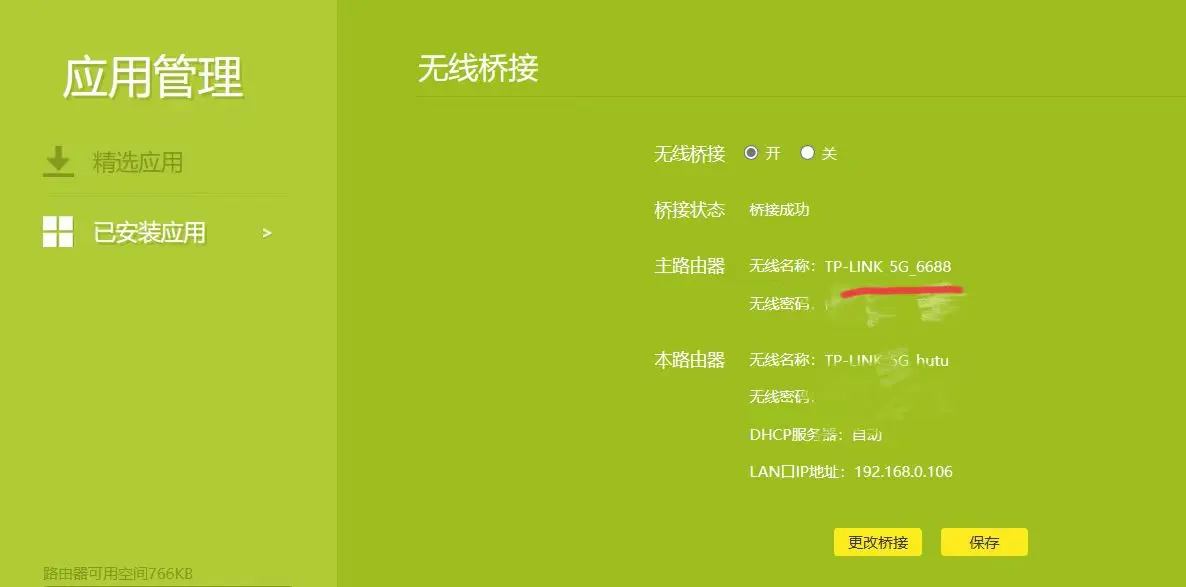 应用管理
精选应用
已安装应用 >
路由器可用空间766KB
无线桥接
无线桥接 开 关
桥接状态 桥接成功
主路由器 无线名称：TP-LINK 5G_6688
无线密码
本路由器 无线名称：TP-LINK 5G hutu
无线密码
DHCP服务器：自动
LAN口IP地址：192.168.0.106
更改桥接 保存